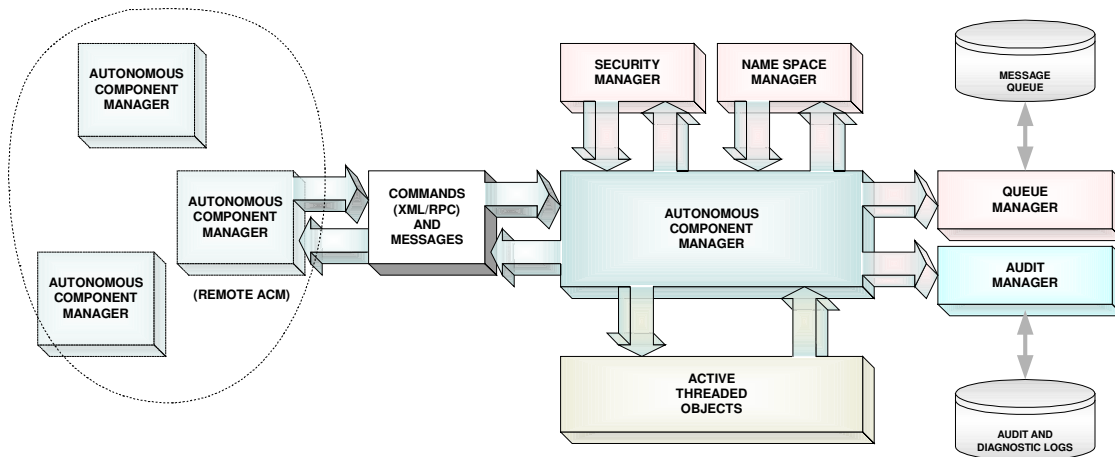 AUTONOMOUS
COMPONENT
MANAGER
AUTONOMOUS
COMPONENT
MANAGER
(REMOTE ACM)
AUTONOMOUS
COMPONENT
MANAGER
COMMANDS
(XML/RPC)
AND
MESSAGES
SECURITY
MANAGER
NAME SPACE
MANAGER
AUTONOMOUS
COMPONENT
MANAGER
ACTIVE
THREADED
OBJECTS
MESSAGE
QUEUE
QUEUE
MANAGER
AUDIT
MANAGER
AUDIT AND
DIAGNOSTIC LOGS